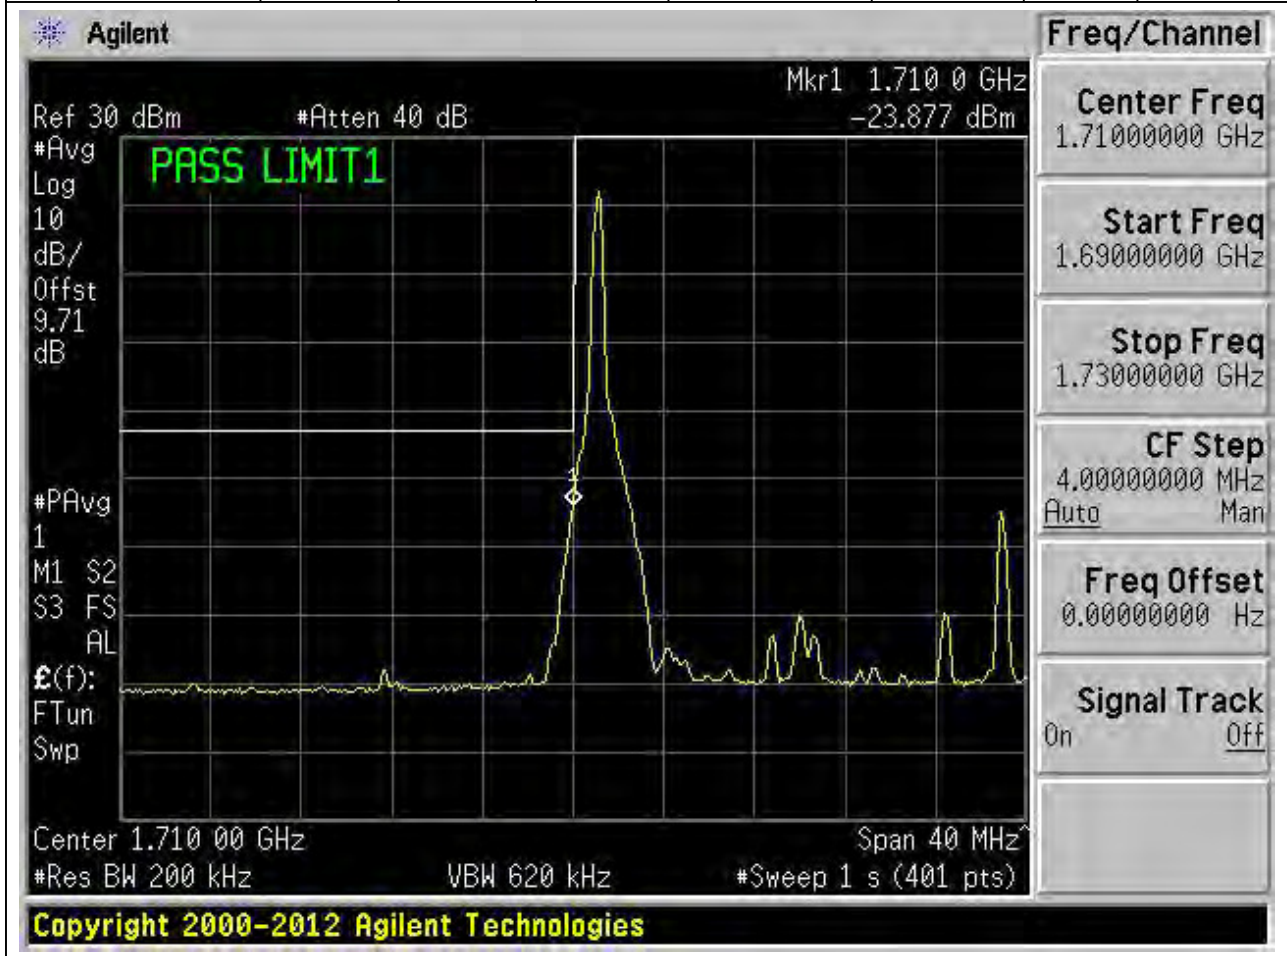 Agilent
Freq/Channel
Mkr1 1.710 0 GHz
Ref 30 dBm #Atten 40 dB -23.877 dBm
#Avg
Log
10
dB/
Offst
9.71
dB
PASS LIMIT1
1
#PAvg
1
M1 S2
S3 FS
AL
£(f):
FTun
Swp
Center 1.710 00 GHz Span 40 MHz^
#Res BW 200 kHz VBW 620 kHz #Sweep 1 s (401 pts)
Copyright 2000-2012 Agilent Technologies
Center Freq
1.71000000 GHz
Start Freq
1.69000000 GHz
Stop Freq
1.73000000 GHz
CF Step
4.00000000 MHz
Auto Man
Freq Offset
0.00000000 Hz
Signal Track
On Off